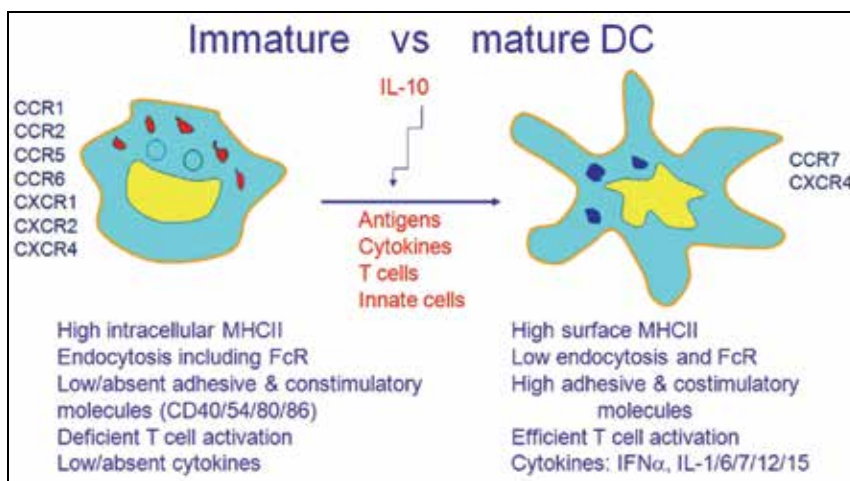 Immature vs mature DC
IL-10
CCR1
CCR2
CCR5
CCR6
CXCR1
CXCR2
CXCR4
CCR7
CXCR4
Antigens
Cytokines
T cells
Innate cells
High intracellular MHCII
Endocytosis including FcR
Low/absent adhesive & constimulatory
molecules (CD40/54/80/86)
Deficient T cell activation
Low/absent cytokines
High surface MHCII
Low endocytosis and FcR
High adhesive & costimulatory
molecules
Efficient T cell activation
Cytokines: IFNα, IL-1/6/7/12/15